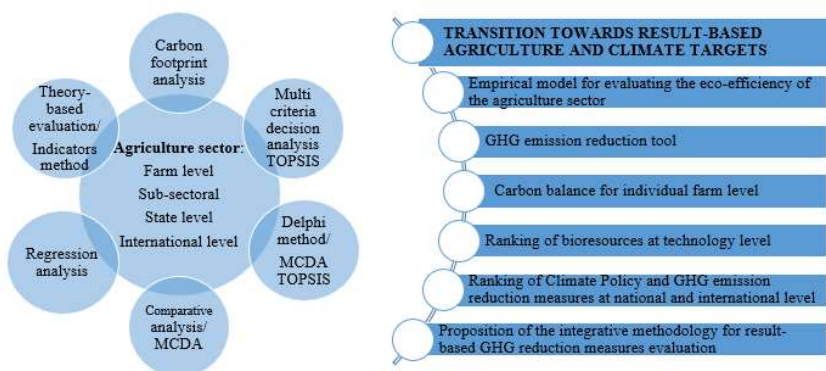 Carbon
footprint
analysis
Theory-
based
evaluation/
Indicators
method
Multi
criteria
decision
analysis
TOPSIS
Agriculture sector:
Farm level
Sub-sectoral
State level
International level
Regression
analysis
Delphi
method/
MCDA
TOPSIS
Comparative
analysis/
MCDA
TRANSITION TOWARDS RESULT-BASED
AGRICULTURE AND CLIMATE TARGETS
Empirical model for evaluating the eco-efficiency of
the agriculture sector
GHG emission reduction tool
Carbon balance for individual farm level
Ranking of bioresources at technology level
Ranking of Climate Policy and GHG emission
reduction measures at national and international level
Proposition of the integrative methodology for result-
based GHG reduction measures evaluation